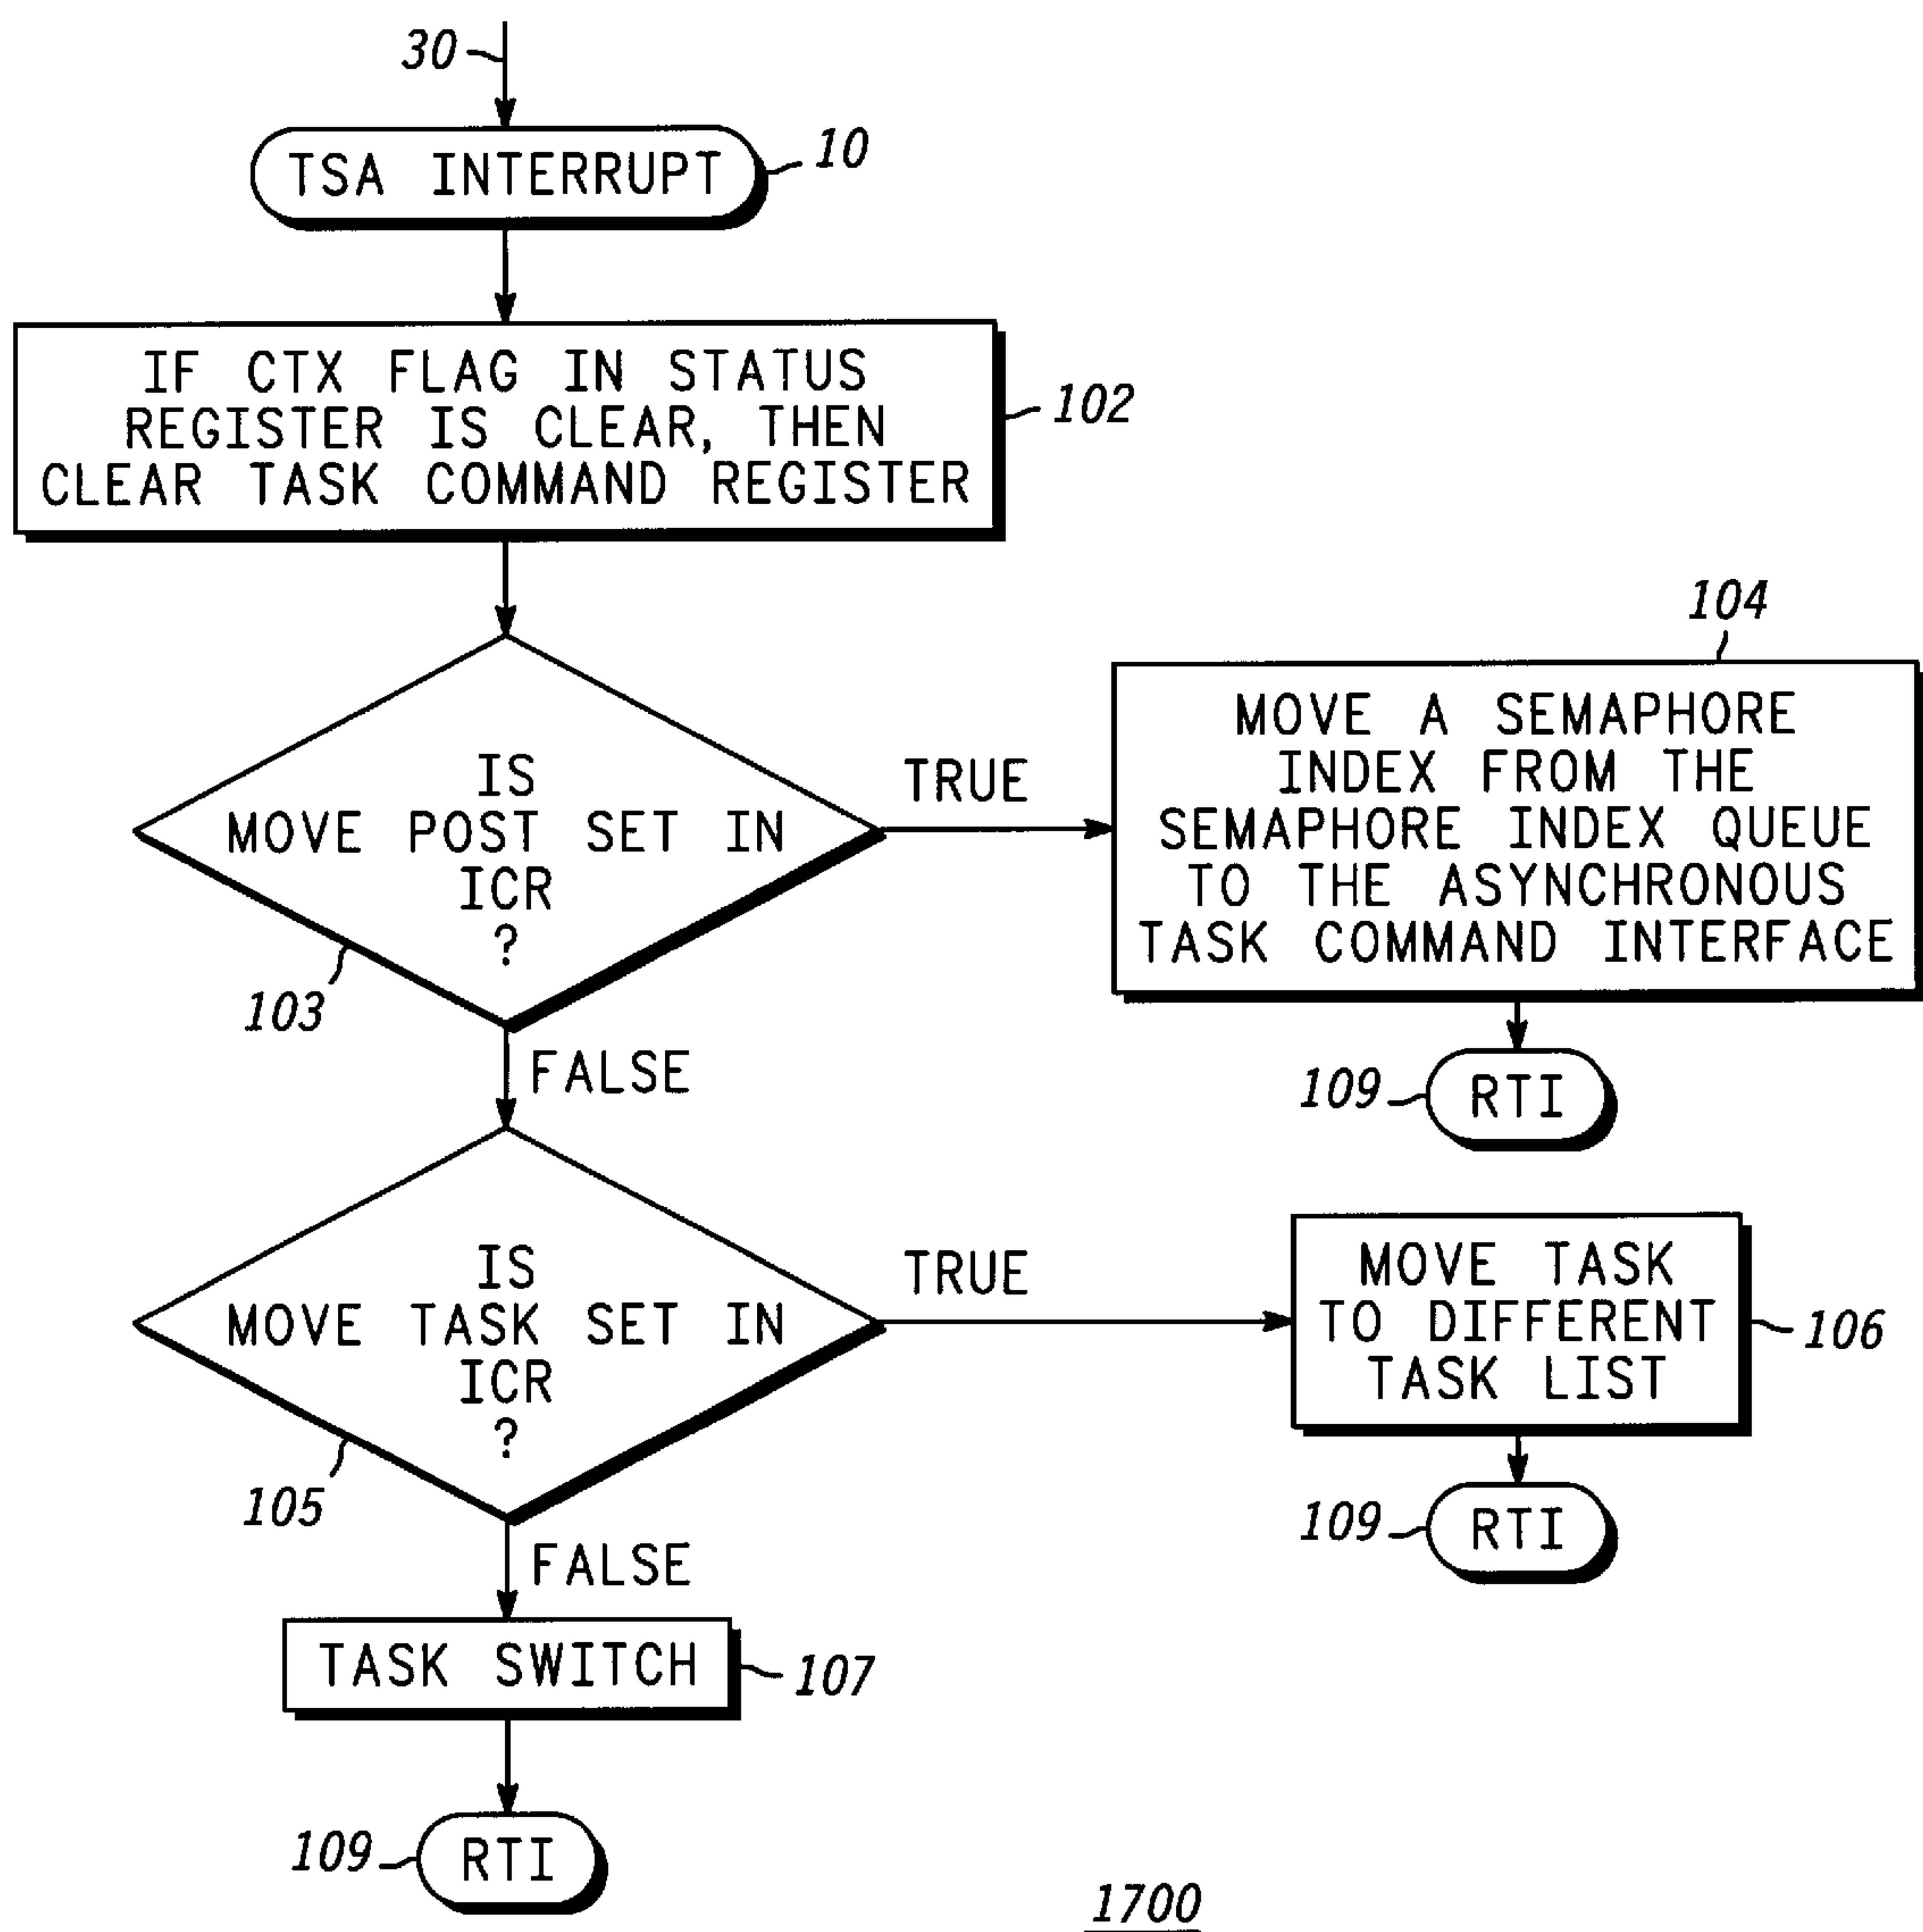 30
TSA INTERRUPT
10
IF CTX FLAG IN STATUS
REGISTER IS CLEAR, THEN
CLEAR TASK COMMAND REGISTER
102
IS
MOVE POST SET IN
ICR
?
103
TRUE
104
MOVE A SEMAPHORE
INDEX FROM THE
SEMAPHORE INDEX QUEUE
TO THE ASYNCHRONOUS
TASK COMMAND INTERFACE
109
RTI
FALSE
IS
MOVE TASK SET IN
ICR
?
105
TRUE
MOVE TASK
TO DIFFERENT
TASK LIST
106
109
RTI
FALSE
TASK SWITCH
107
109
RTI
1700